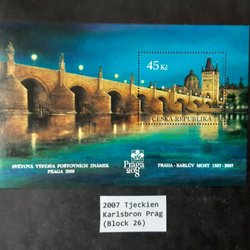 45 Kč
ČESKÁ REPUBLIKA
SVĚTOVÁ VÝSTAVA POŠTOVNÍCH ZNÁMEK
PRAGA 2008
Praga
2008
PRAHA - KARLŮV MOST 1357-2007
2007 Tjeckien
Karlsbron Prag
(Block 26)